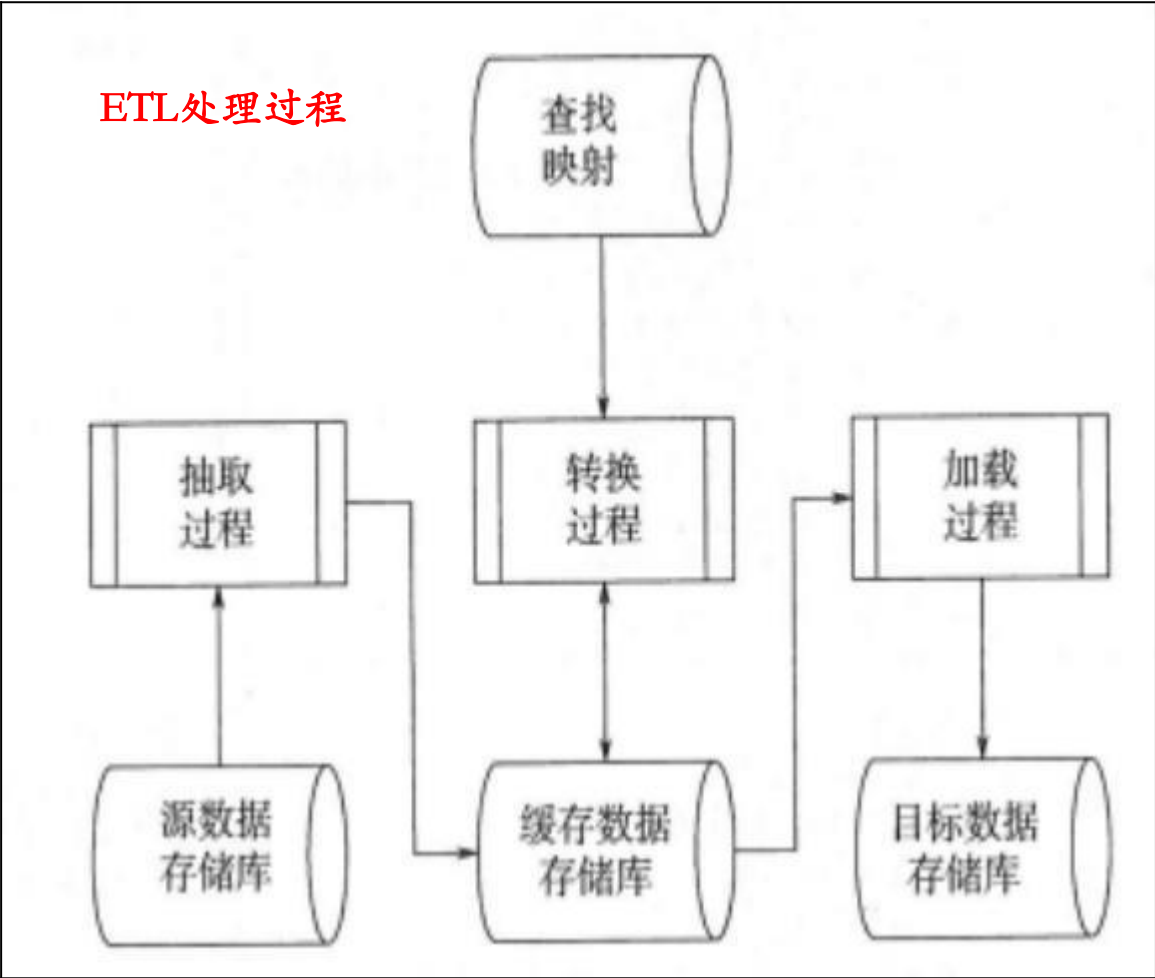 ETL处理过程
查找
映射
抽取
过程
转换
过程
加载
过程
源数据
存储库
缓存数据
存储库
目标数据
存储库